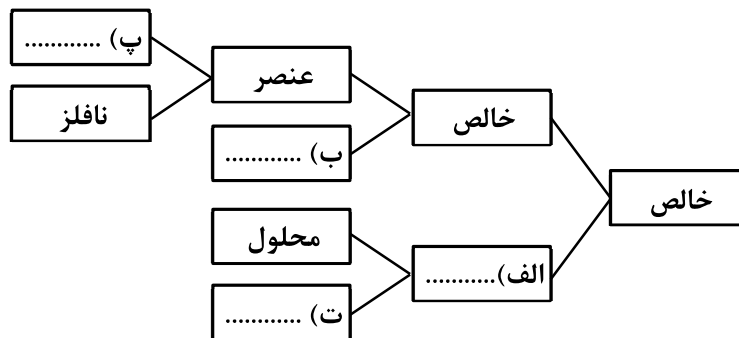 خالص
خالص
الف)...........
عنصر
ب) ............
محلول
ت) ............
پ) ............
نافلز